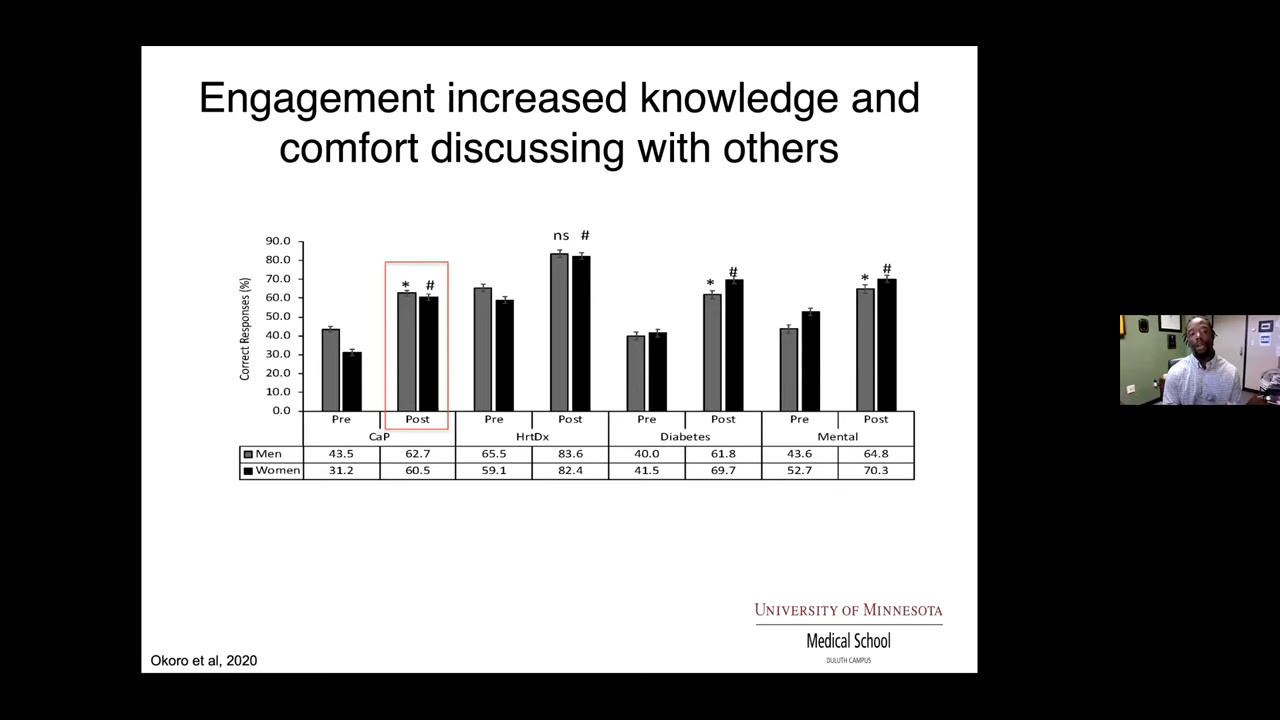 Engagement increased knowledge and
comfort discussing with others
ns #
* # * # * #
Correct Responses (%)
90.0
80.0
70.0
60.0
50.0
40.0
30.0
20.0
10.0
0.0
Pre Post Pre Post Pre Post Pre Post
CaP HrtDx Diabetes Mental
Men 43.5 62.7 65.5 83.6 40.0 61.8 43.6 64.8
Women 31.2 60.5 59.1 82.4 41.5 69.7 52.7 70.3
UNIVERSITY OF MINNESOTA
Medical School
DULUTH CAMPUS
Okoro et al, 2020